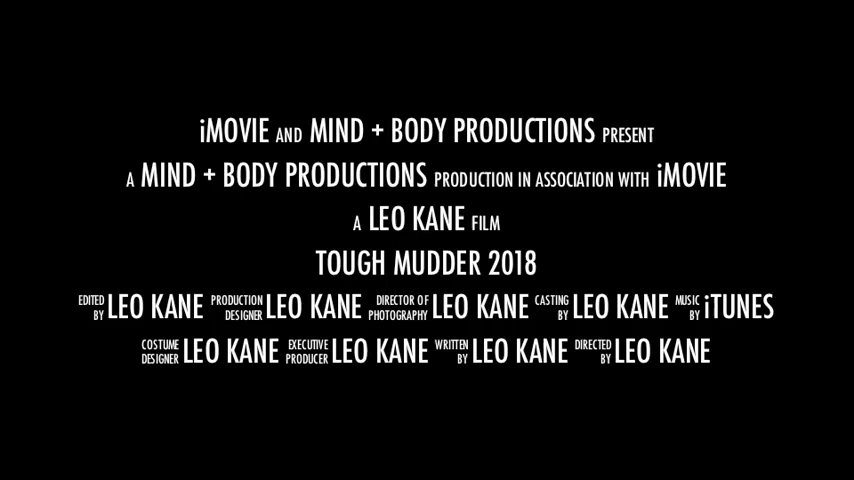 iMOVIE AND MIND + BODY PRODUCTIONS PRESENT
A MIND + BODY PRODUCTIONS PRODUCTION IN ASSOCIATION WITH iMOVIE
A LEO KANE FILM
TOUGH MUDDER 2018
EDITED BY LEO KANE PRODUCTION DESIGNER LEO KANE DIRECTOR OF PHOTOGRAPHY LEO KANE CASTING BY LEO KANE MUSIC BY iTUNES
COSTUME DESIGNER LEO KANE EXECUTIVE PRODUCER LEO KANE WRITTEN BY LEO KANE DIRECTED BY LEO KANE